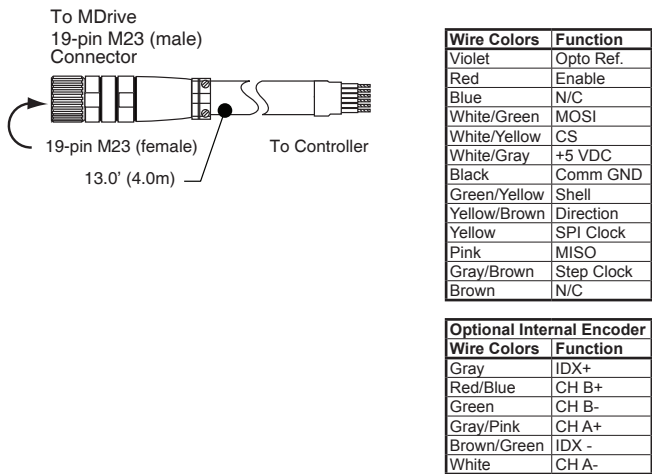 To MDrive
19-pin M23 (male)
Connector
19-pin M23 (female)
To Controller
13.0' (4.0m)
Wire Colors Function
Violet Opto Ref.
Red Enable
Blue N/C
White/Green MOSI
White/Yellow CS
White/Gray +5 VDC
Black Comm GND
Green/Yellow Shell
Yellow/Brown Direction
Yellow SPI Clock
Pink MISO
Gray/Brown Step Clock
Brown N/C
Optional Internal Encoder
Wire Colors Function
Gray IDX+
Red/Blue CH B+
Green CH B-
Gray/Pink CH A+
Brown/Green IDX -
White CH A-